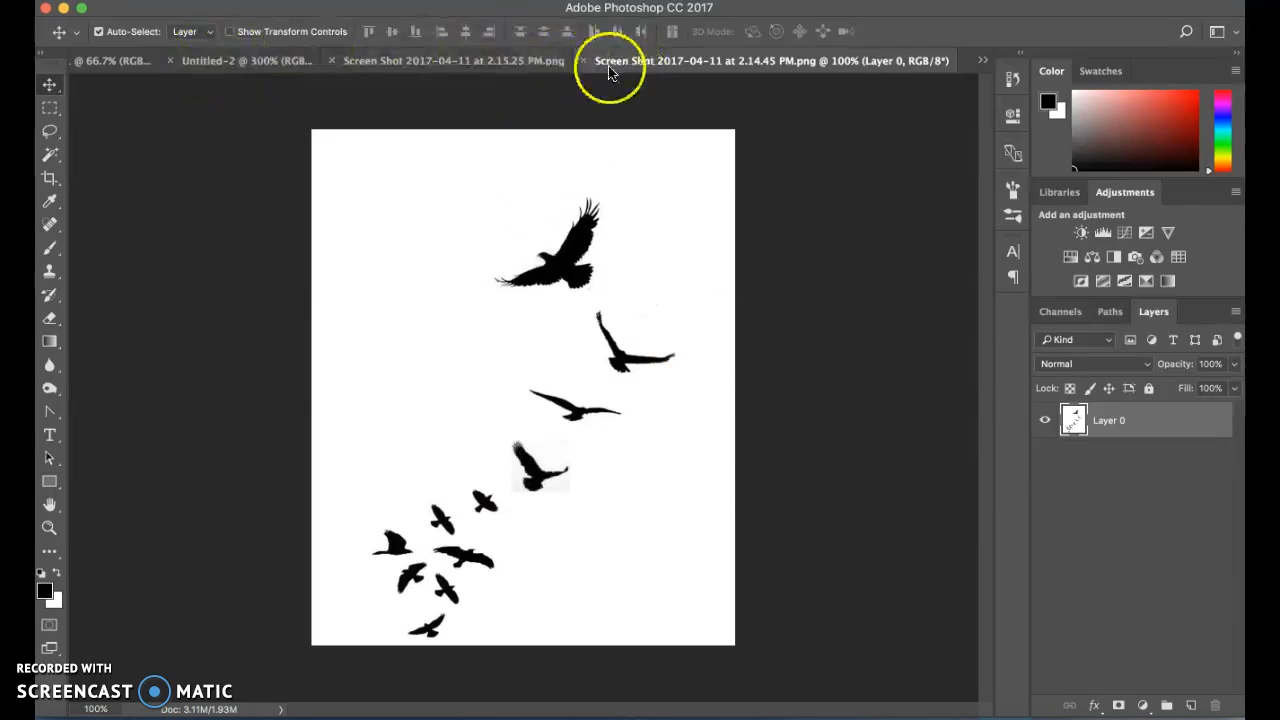 Adobe Photoshop CC 2017
Auto-Select: Layer Show Transform Controls 3D Mode:
. @ 66.7% (RGB... × Untitled-2 @ 300% (RGB... × Screen Shot 2017-04-11 at 2.15.25 PM.png × Screen Shot 2017-04-11 at 2.14.45 PM.png @ 100% (Layer 0, RGB/8*)
Color Swatches
Libraries Adjustments
Add an adjustment
Channels Paths Layers
Kind
Normal Opacity: 100%
Lock: Fill: 100%
Layer 0
RECORDED WITH
SCREENCAST MATIC
100% Doc: 3.11M/1.93M